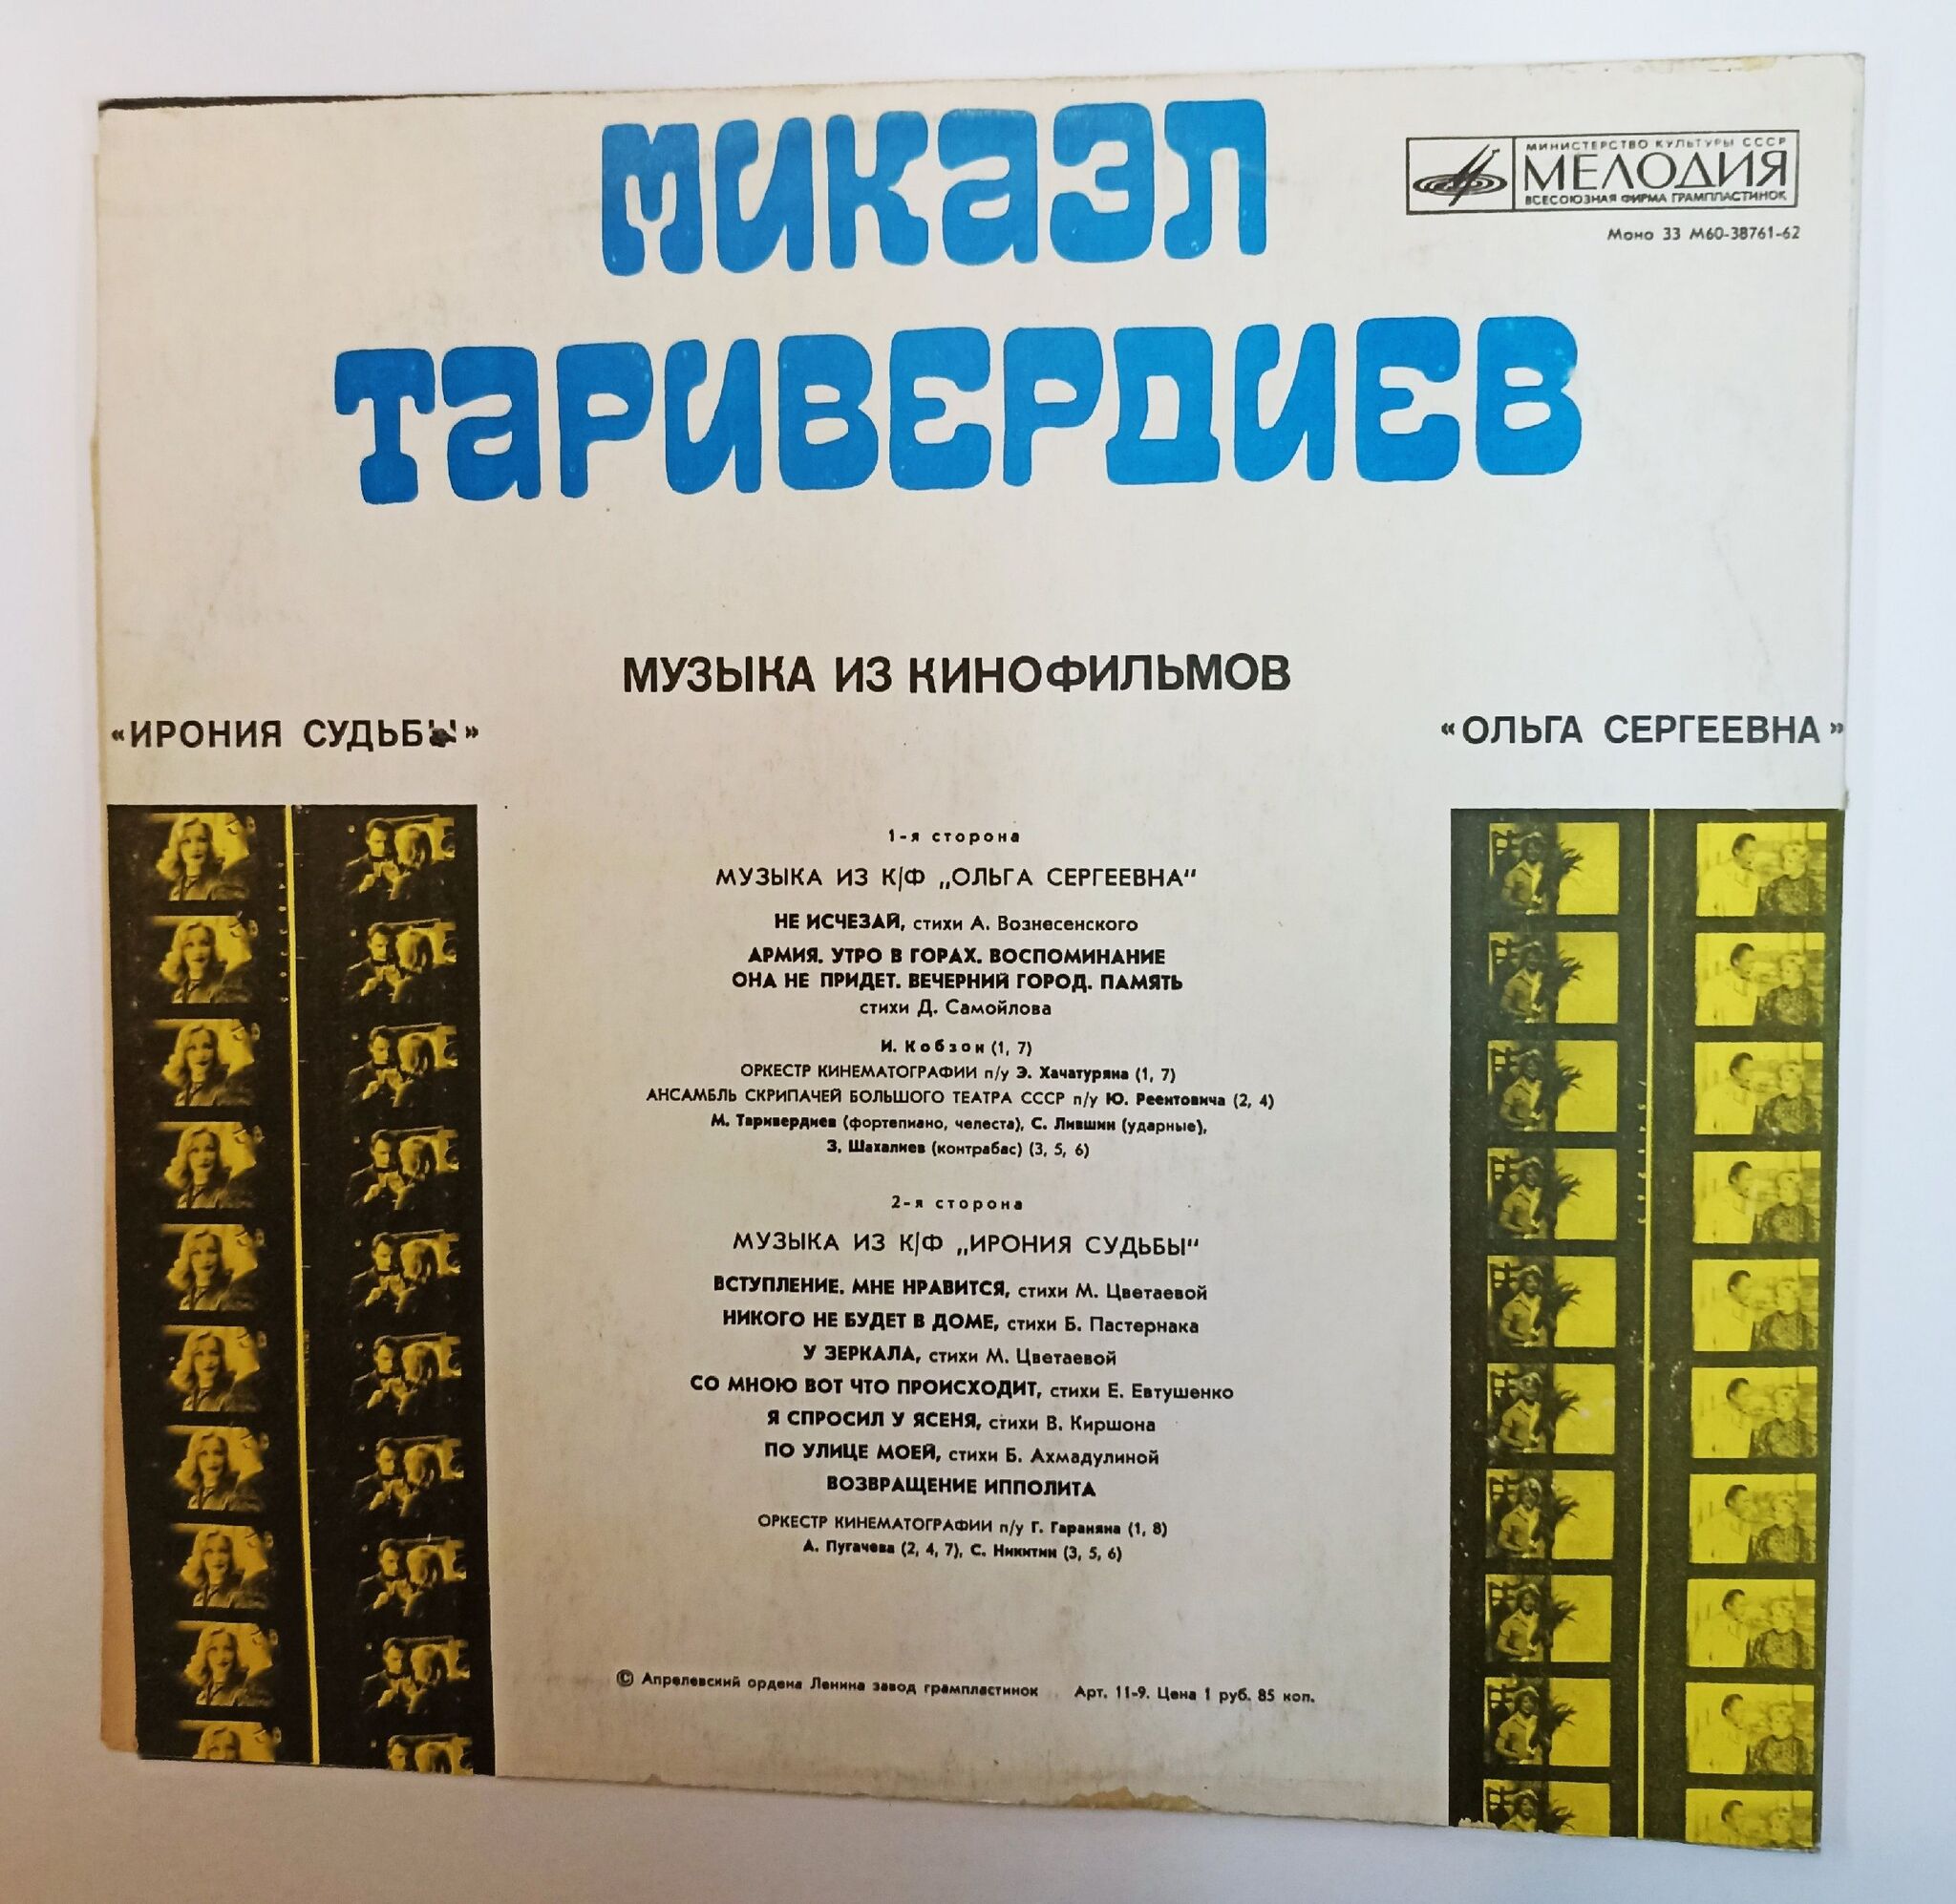 МИКАЭЛ
ТАРИВЕРДИЕВ
МИНИСТЕРСТВО КУЛЬТУРЫ СССР
МЕЛОДИЯ
ВСЕСОЮЗНАЯ ФИРМА ГРАМПЛАСТИНОК
Моно 33 М60-38761-62
МУЗЫКА ИЗ КИНОФИЛЬМОВ
«ИРОНИЯ СУДЬБЫ»
«ОЛЬГА СЕРГЕЕВНА»
1-я сторона
МУЗЫКА ИЗ К/Ф „ОЛЬГА СЕРГЕЕВНА“
НЕ ИСЧЕЗАЙ, стихи А. Вознесенского
АРМИЯ. УТРО В ГОРАХ. ВОСПОМИНАНИЕ
ОНА НЕ ПРИДЕТ. ВЕЧЕРНИЙ ГОРОД. ПАМЯТЬ
стихи Д. Самойлова
И. Кобзон (1, 7)
ОРКЕСТР КИНЕМАТОГРАФИИ п/у Э. Хачатуряна (1, 7)
АНСАМБЛЬ СКРИПАЧЕЙ БОЛЬШОГО ТЕАТРА СССР п/у Ю. Реентовича (2, 4)
М. Таривердиев (фортепиано, челеста), С. Лившин (ударные),
З. Шахалиев (контрабас) (3, 5, 6)
2-я сторона
МУЗЫКА ИЗ К/Ф „ИРОНИЯ СУДЬБЫ“
ВСТУПЛЕНИЕ. МНЕ НРАВИТСЯ, стихи М. Цветаевой
НИКОГО НЕ БУДЕТ В ДОМЕ, стихи Б. Пастернака
У ЗЕРКАЛА, стихи М. Цветаевой
СО МНОЮ ВОТ ЧТО ПРОИСХОДИТ, стихи Е. Евтушенко
Я СПРОСИЛ У ЯСЕНЯ, стихи В. Киршона
ПО УЛИЦЕ МОЕЙ, стихи Б. Ахмадулиной
ВОЗВРАЩЕНИЕ ИППОЛИТА
ОРКЕСТР КИНЕМАТОГРАФИИ п/у Г. Гараняна (1, 8)
А. Пугачева (2, 4, 7), С. Никитин (3, 5, 6)
© Апрелевский ордена Ленина завод грампластинок Арт. 11-9. Цена 1 руб. 85 коп.